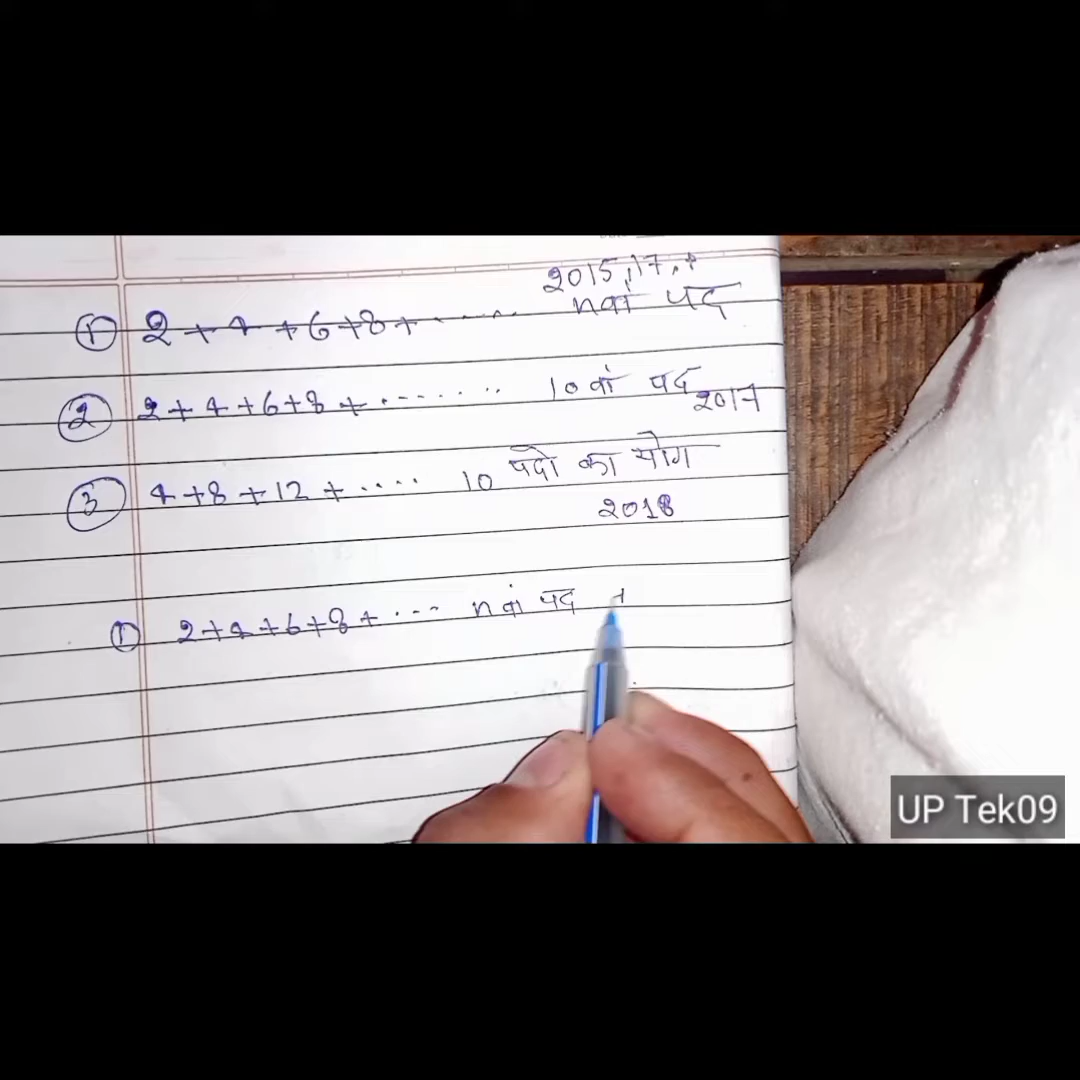 2015,17,
① 2+4+6+8+ ....... nवां पद
② 2+4+6+8+ ....... 10वां पद
2017
③ 4+8+12+ .... 10 पदो का योग
2018
① 2+4+6+8+ ... nवां पद
UP Tek09